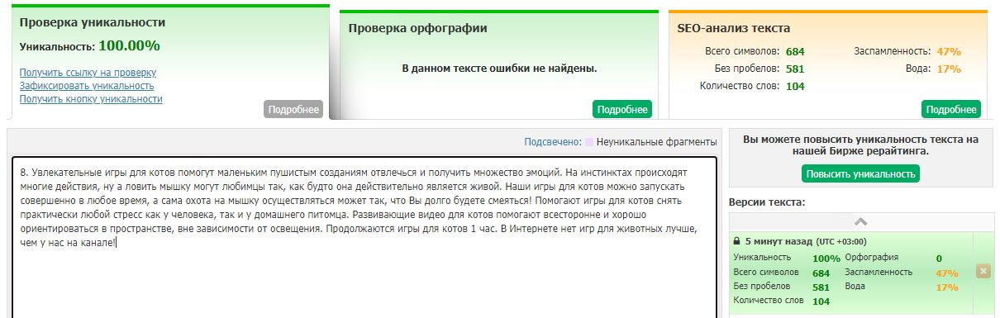 Проверка уникальности
Уникальность: 100.00%
Получить ссылку на проверку
Зафиксировать уникальность
Получить кнопку уникальности
Подробнее
Проверка орфографии
В данном тексте ошибки не найдены.
Подробнее
SEO-анализ текста
Всего символов: 684 Заспамленность: 47%
Без пробелов: 581 Вода: 17%
Количество слов: 104
Подробнее
Подсвечено: Неуникальные фрагменты
8. Увлекательные игры для котов помогут маленьким пушистым созданиям отвлечься и получить множество эмоций. На инстинктах происходят
многие действия, ну а ловить мышку могут любимцы так, как будто она действительно является живой. Наши игры для котов можно запускать
совершенно в любое время, а сама охота на мышку осуществляться может так, что Вы долго будете смеяться! Помогают игры для котов снять
практически любой стресс как у человека, так и у домашнего питомца. Развивающие видео для котов помогают всесторонне и хорошо
ориентироваться в пространстве, вне зависимости от освещения. Продолжаются игры для котов 1 час. В Интернете нет игр для животных лучше,
чем у нас на канале!
Вы можете повысить уникальность текста на
нашей Бирже рерайтинга.
Повысить уникальность
Версии текста:
5 минут назад (UTC +03:00)
Уникальность 100% Орфография 0
Всего символов 684 Заспамленность 47%
Без пробелов 581 Вода 17%
Количество слов 104